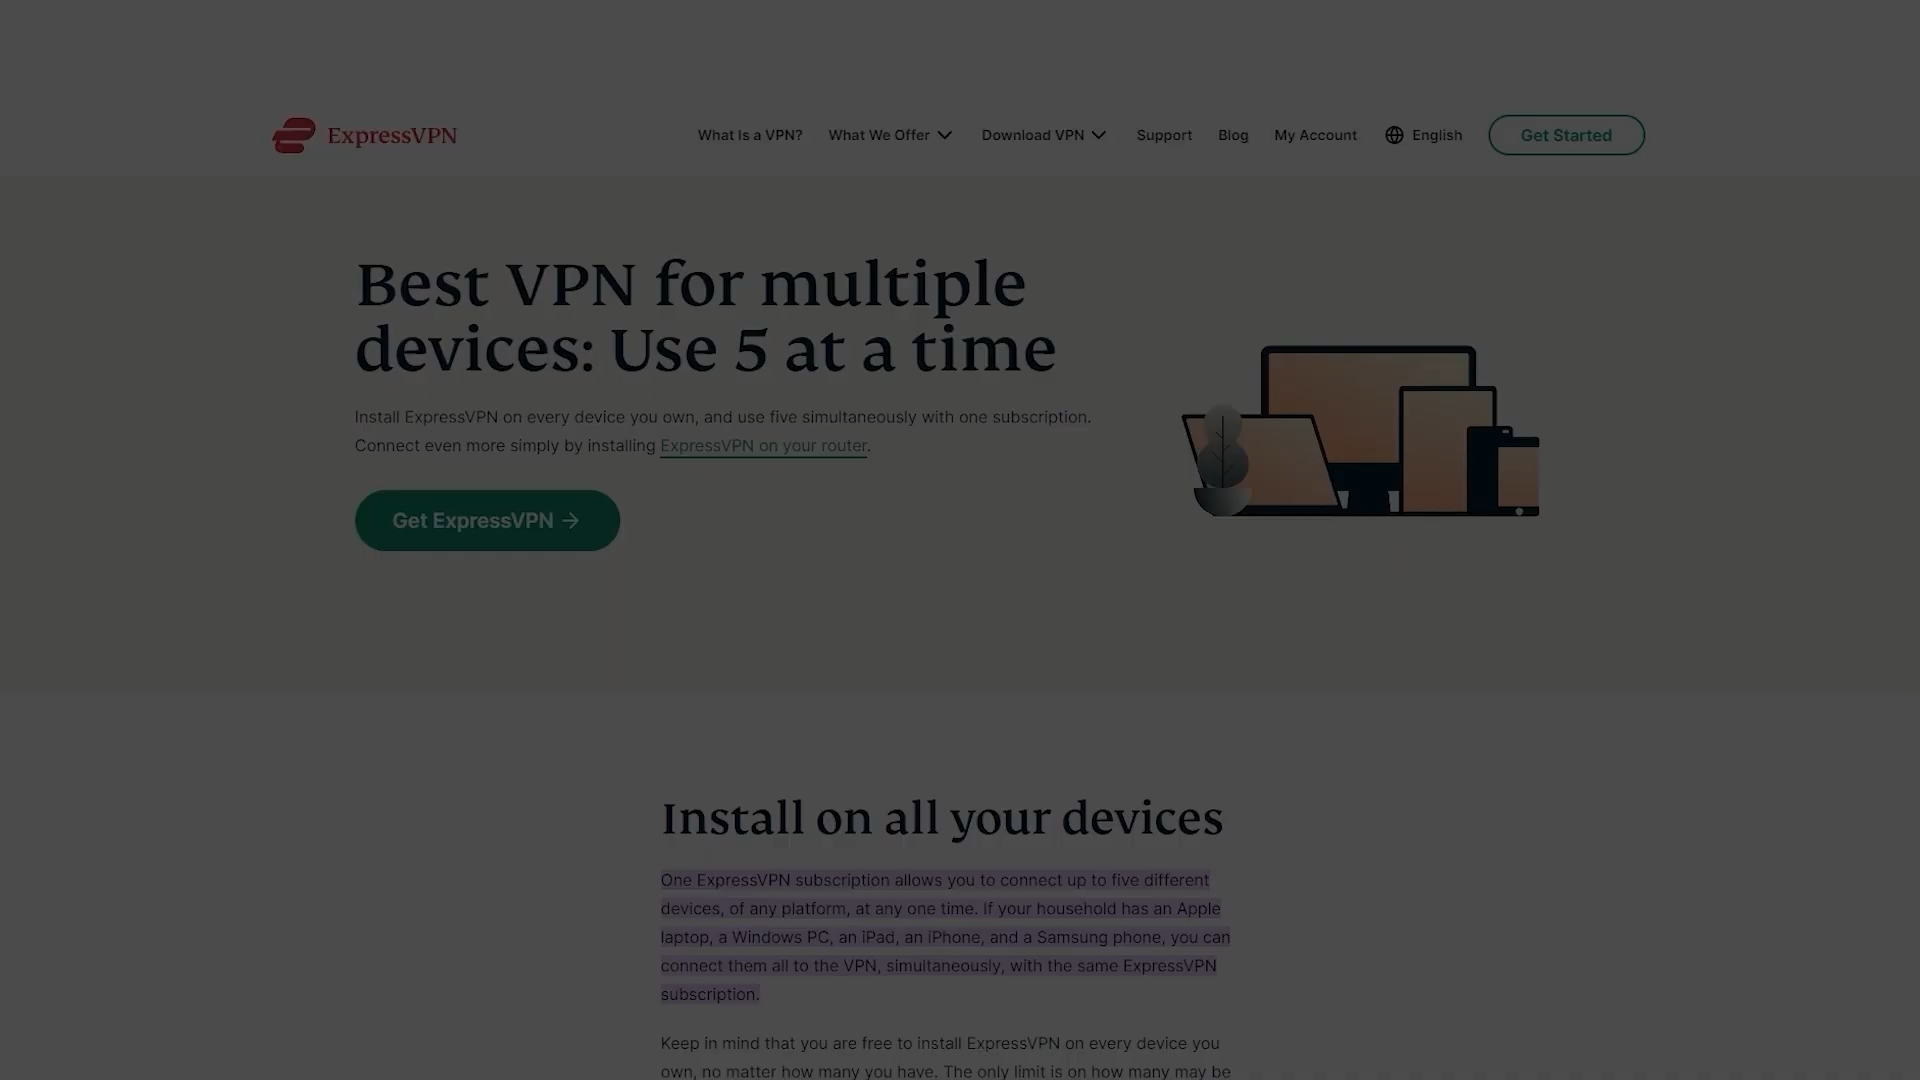 ExpressVPN
What Is a VPN? What We Offer Download VPN Support Blog My Account English Get Started
Best VPN for multiple
devices: Use 5 at a time
Install ExpressVPN on every device you own, and use five simultaneously with one subscription.
Connect even more simply by installing ExpressVPN on your router.
Get ExpressVPN →
Install on all your devices
One ExpressVPN subscription allows you to connect up to five different
devices, of any platform, at any one time. If your household has an Apple
laptop, a Windows PC, an iPad, an iPhone, and a Samsung phone, you can
connect them all to the VPN, simultaneously, with the same ExpressVPN
subscription.
Keep in mind that you are free to install ExpressVPN on every device you
own, no matter how many you have. The only limit is on how many may be